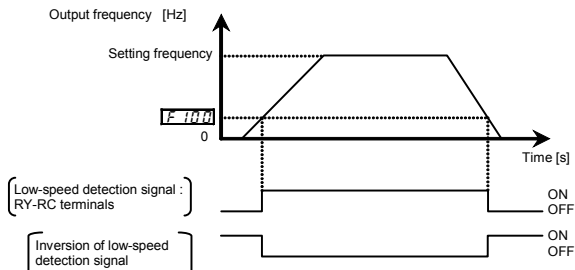 Output frequency [Hz]
Setting frequency
F 100
0
Time [s]
Low-speed detection signal :
RY-RC terminals
ON
OFF
Inversion of low-speed
detection signal
ON
OFF